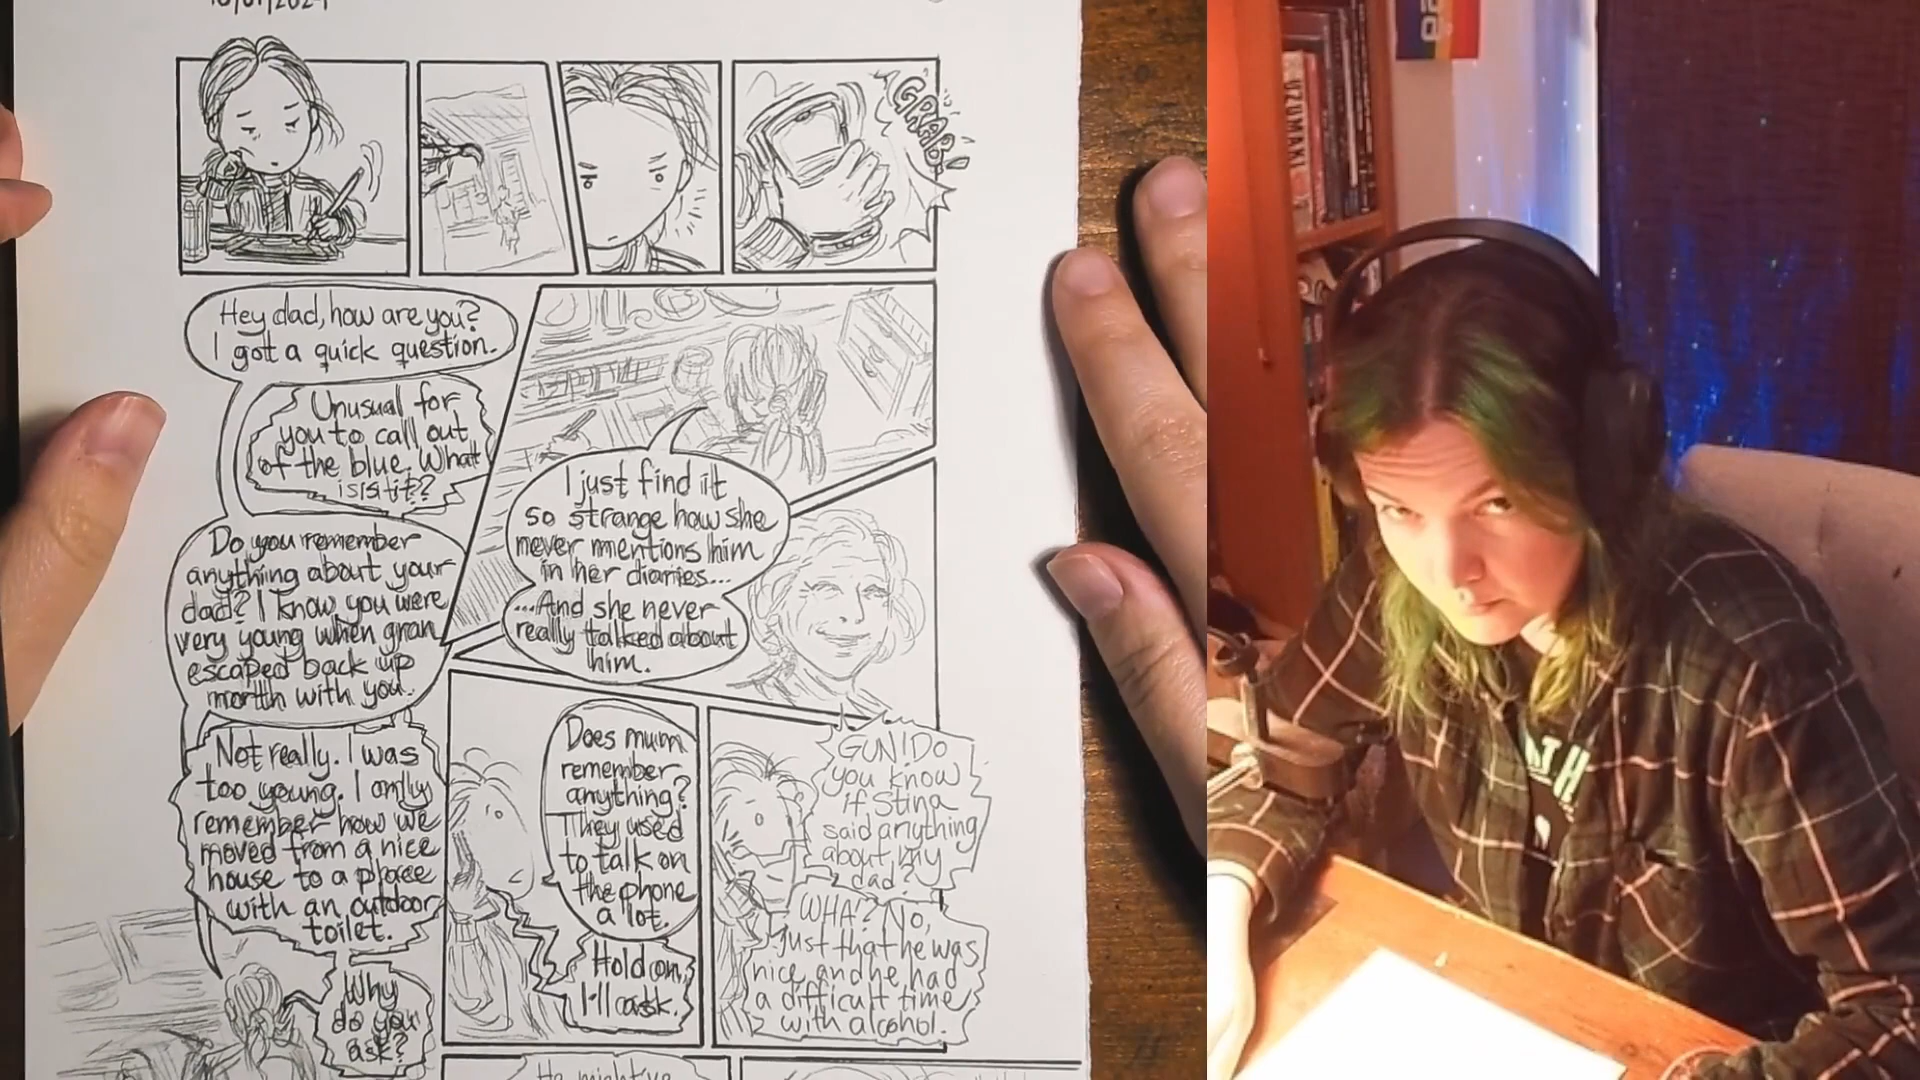 10/01/2024
GRAB!
Hey dad, how are you?
I got a quick question.
Unusual for
you to call out
of the blue. What
is it?
Do you remember
anything about your
dad? I know you were
very young when gran
escaped back up
north with you.
Not really. I was
too young. I only
remember how we
moved from a nice
house to a place
with an outdoor
toilet.
Why
do you
ask?
I just find it
so strange how she
never mentions him
in her diaries...
...And she never
really talked about
him.
Does mum
remember
anything?
They used
to talk on
the phone
a lot.
Hold on,
I'll ask.
GUN! DO
you know
if Stina
said anything
about my
dad?
WHA? No,
just that he was
nice and he had
a difficult time
with alcohol.
He might've
UZUMAKI